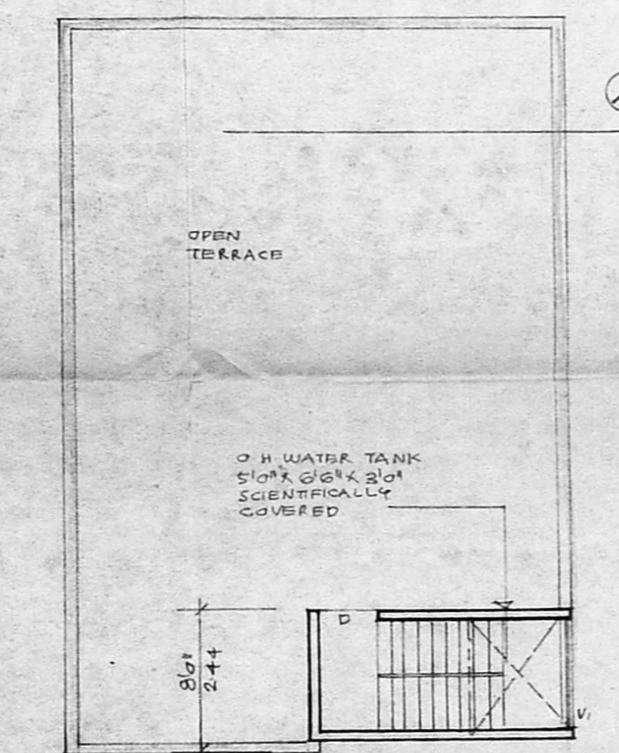 OPEN
TERRACE
O.H. WATER TANK
5'0" X 6'6" X 3'0"
SCIENTIFICALLY
COVERED
D
8'0"
2.44
V1